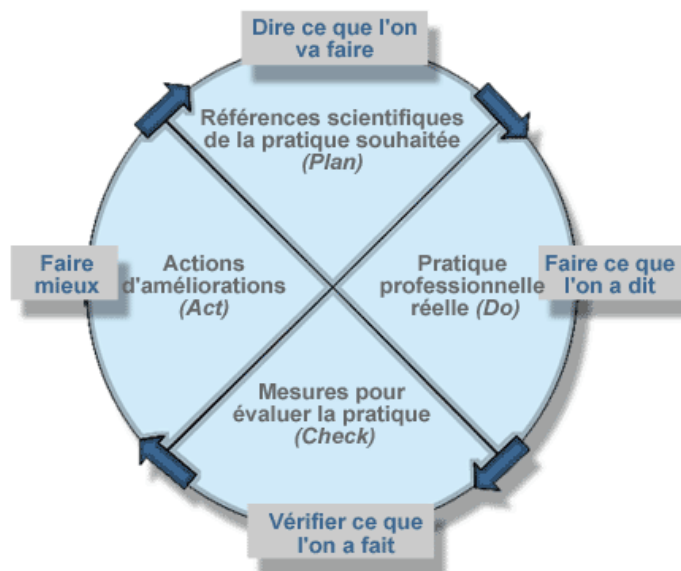 Dire ce que l'on
va faire
Références scientifiques
de la pratique souhaitée
(Plan)
Faire
mieux
Actions
d'améliorations
(Act)
Pratique
professionnelle
réelle (Do)
Faire ce que
l'on a dit
Mesures pour
évaluer la pratique
(Check)
Vérifier ce que
l'on a fait